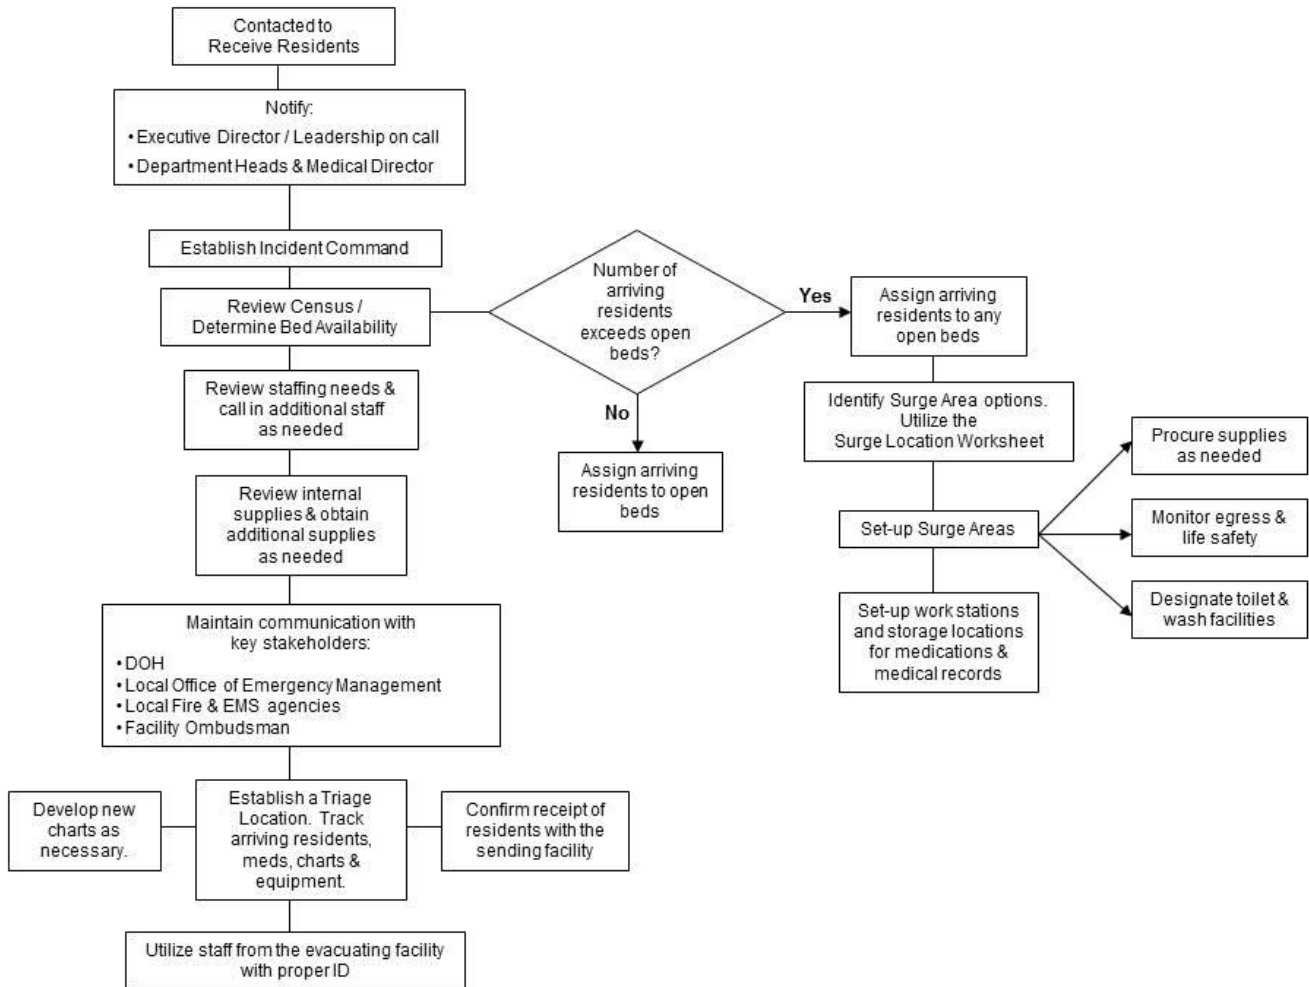 Contacted to
Receive Residents
Notify:
• Executive Director / Leadership on call
• Department Heads & Medical Director
Establish Incident Command
Review Census /
Determine Bed Availability
Number of
arriving
residents
exceeds open
beds?
Yes
Assign arriving
residents to any
open beds
No
Assign arriving
residents to open
beds
Identify Surge Area options.
Utilize the
Surge Location Worksheet
Set-up Surge Areas
Procure supplies
as needed
Monitor egress &
life safety
Designate toilet &
wash facilities
Set-up work stations
and storage locations
for medications &
medical records
Review staffing needs &
call in additional staff
as needed
Review internal
supplies & obtain
additional supplies
as needed
Maintain communication with
key stakeholders:
• DOH
• Local Office of Emergency Management
• Local Fire & EMS agencies
• Facility Ombudsman
Develop new
charts as
necessary.
Establish a Triage
Location. Track
arriving residents,
meds, charts &
equipment.
Confirm receipt of
residents with the
sending facility
Utilize staff from the evacuating facility
with proper ID